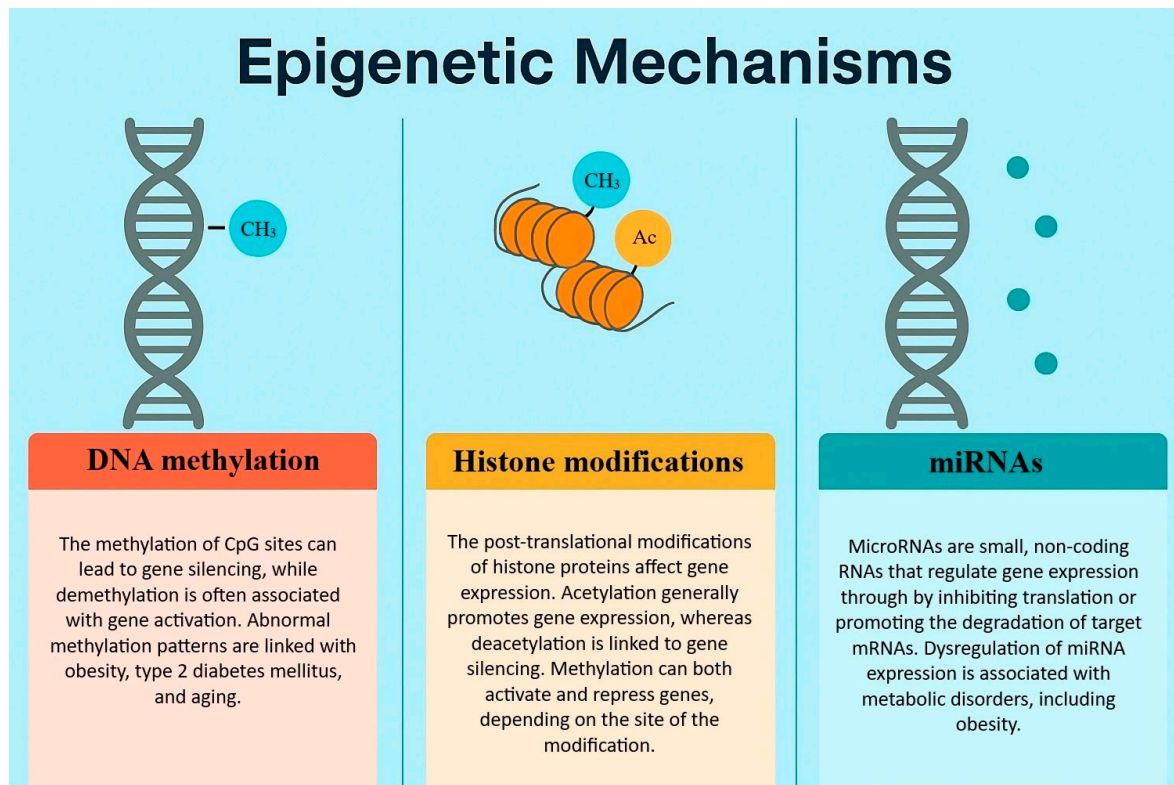 Epigenetic Mechanisms
CH₃
CH₃
Ac
DNA methylation
The methylation of CpG sites can
lead to gene silencing, while
demethylation is often associated
with gene activation. Abnormal
methylation patterns are linked with
obesity, type 2 diabetes mellitus,
and aging.
Histone modifications
The post-translational modifications
of histone proteins affect gene
expression. Acetylation generally
promotes gene expression, whereas
deacetylation is linked to gene
silencing. Methylation can both
activate and repress genes,
depending on the site of the
modification.
miRNAs
MicroRNAs are small, non-coding
RNAs that regulate gene expression
through by inhibiting translation or
promoting the degradation of target
mRNAs. Dysregulation of miRNA
expression is associated with
metabolic disorders, including
obesity.